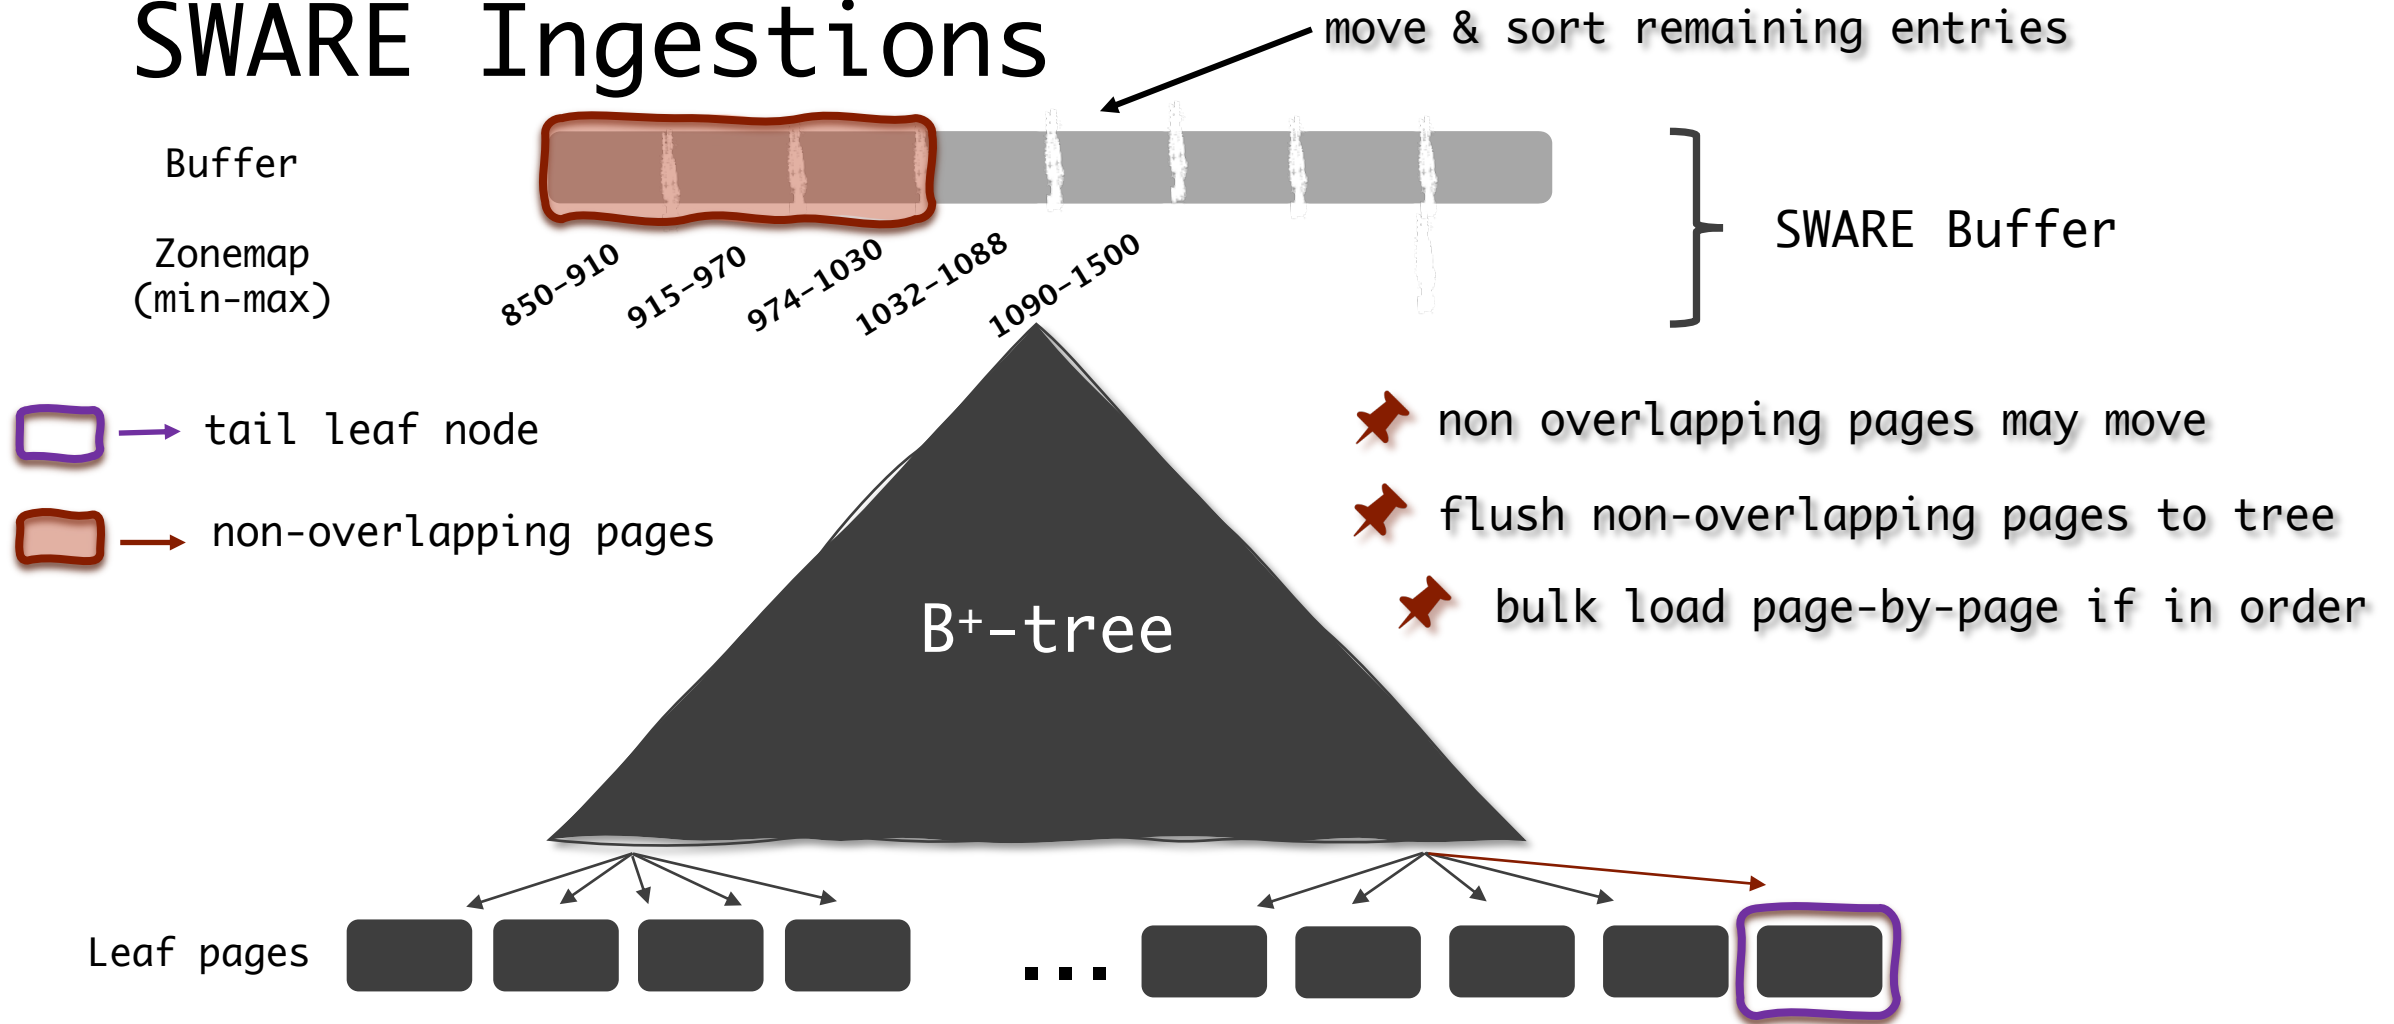 SWARE Ingestions
move & sort remaining entries
Buffer
Zonemap
(min-max)
850-910
915-970
974-1030
1032-1088
1090-1500
SWARE Buffer
tail leaf node
non-overlapping pages
non overlapping pages may move
flush non-overlapping pages to tree
bulk load page-by-page if in order
B+-tree
Leaf pages
...